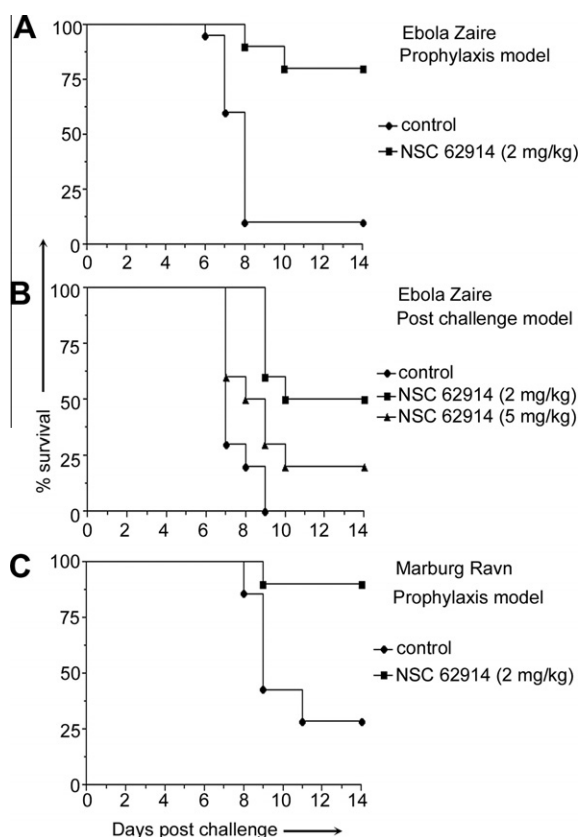 A
Ebola Zaire
Prophylaxis model
control
NSC 62914 (2 mg/kg)
100
75
50
25
0
0 2 4 6 8 10 12 14
B
Ebola Zaire
Post challenge model
control
NSC 62914 (2 mg/kg)
NSC 62914 (5 mg/kg)
% survival
100
75
50
25
0
0 2 4 6 8 10 12 14
C
Marburg Ravn
Prophylaxis model
control
NSC 62914 (2 mg/kg)
100
75
50
25
0
0 2 4 6 8 10 12 14
Days post challenge